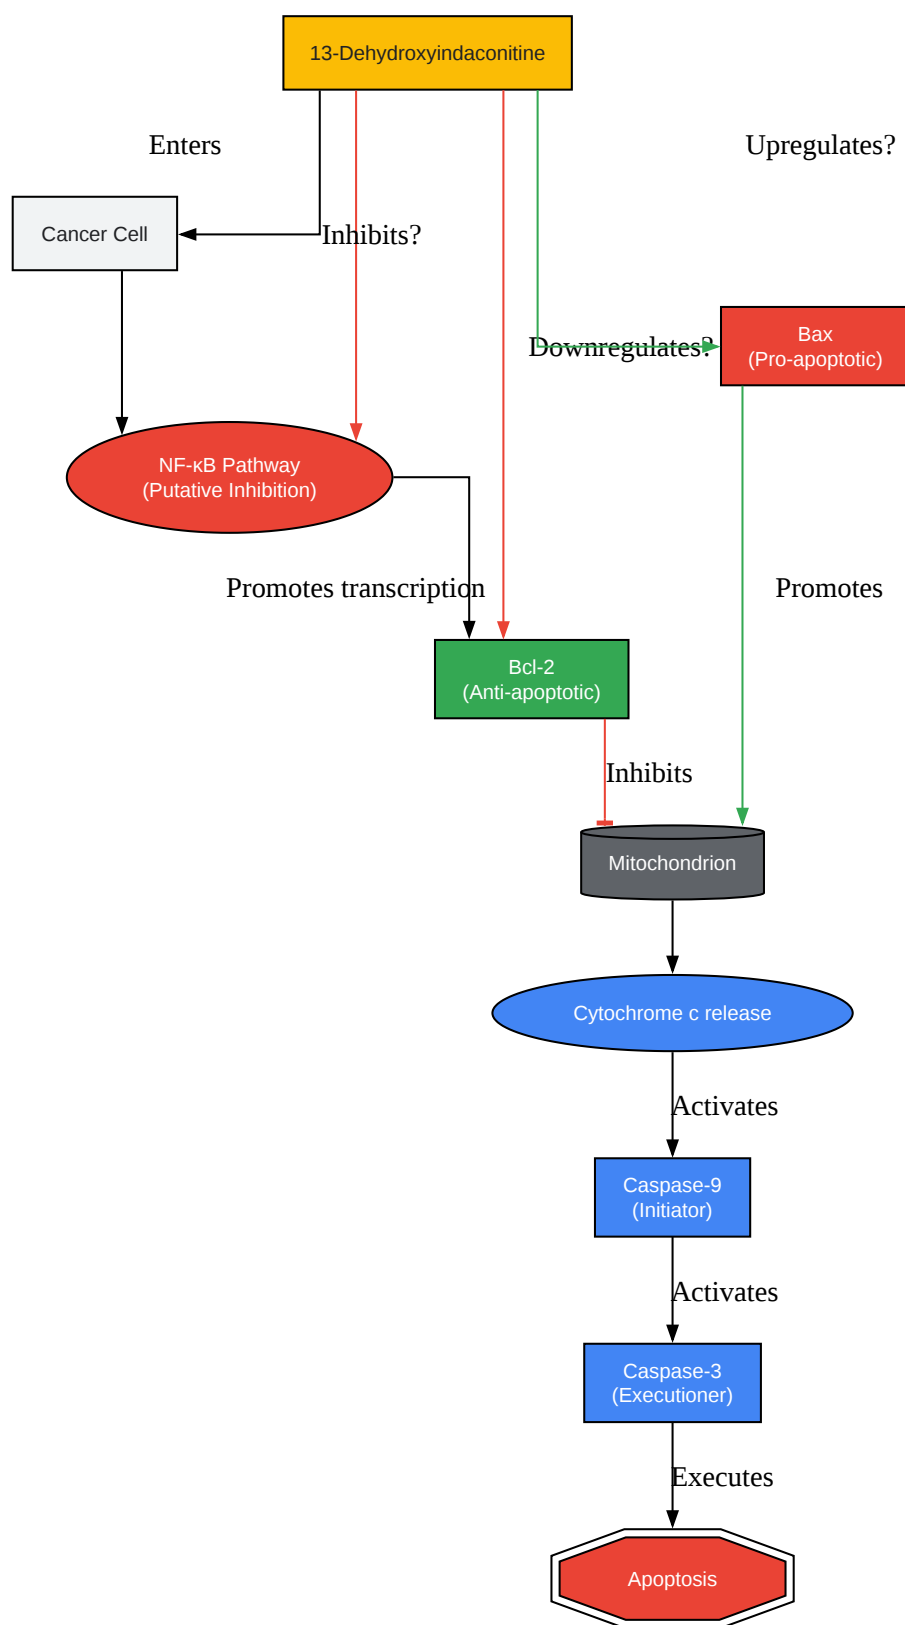 13-Dehydroxyindaconitine
Enters
Upregulates?
Cancer Cell
Inhibits?
Downregulates?
Bax
(Pro-apoptotic)
NF-κB Pathway
(Putative Inhibition)
Promotes transcription
Promotes
Bcl-2
(Anti-apoptotic)
Inhibits
Mitochondrion
Cytochrome c release
Activates
Caspase-9
(Initiator)
Activates
Caspase-3
(Executioner)
Executes
Apoptosis